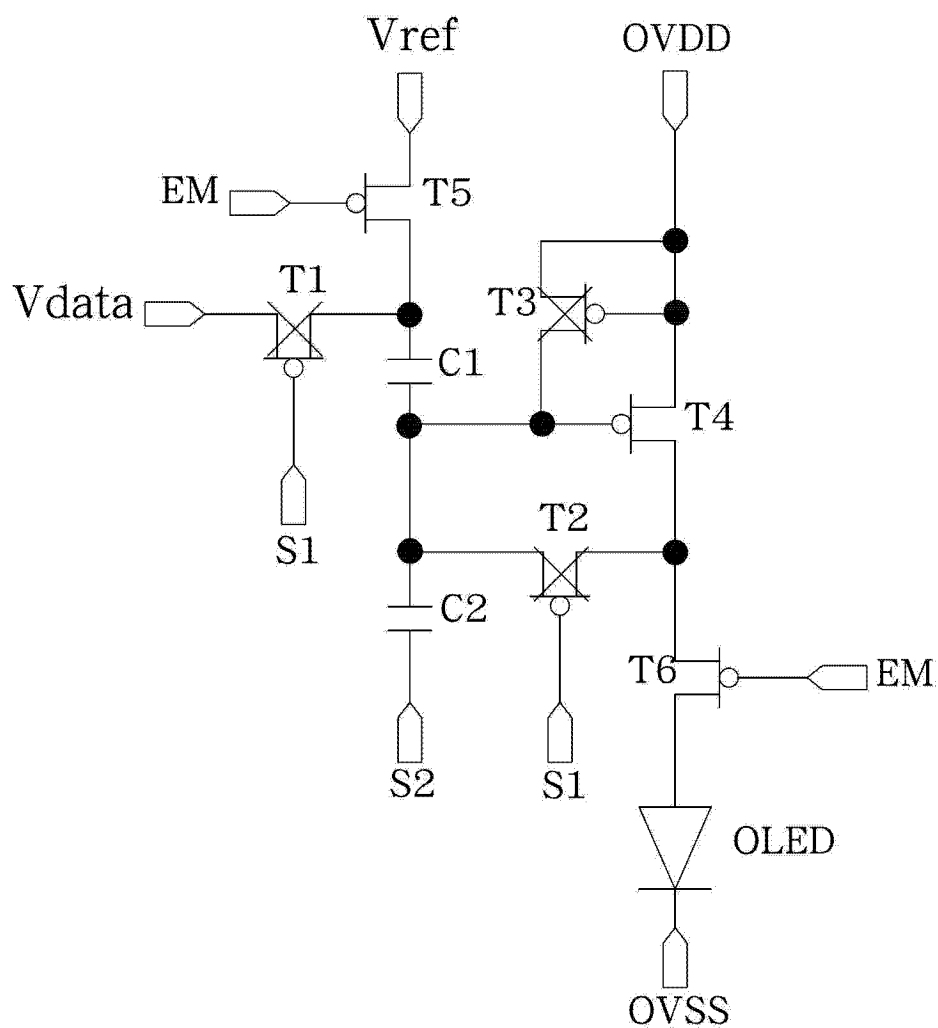 Vref
OVDD
EM
T5
T1
Vdata
T3
C1
T4
S1
T2
C2
T6
EM
S2
S1
OLED
OVSS